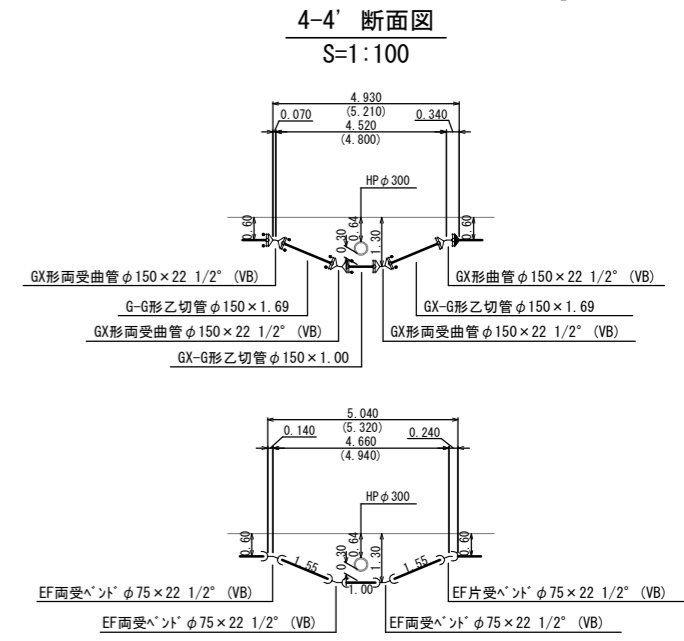 4-4' 断面図
S=1:100
4.930
(5.210)
0.070
0.340
4.520
(4.800)
HPφ300
0.60
0.64
0.30
1.30
0.60
GX形両受曲管φ150×22 1/2° (VB)
GX形曲管φ150×22 1/2° (VB)
G-G形乙切管φ150×1.69
GX-G形乙切管φ150×1.69
GX形両受曲管φ150×22 1/2° (VB)
GX形両受曲管φ150×22 1/2° (VB)
GX-G形乙切管φ150×1.00
5.040
(5.320)
0.140
0.240
4.660
(4.940)
HPφ300
0.60
0.64
0.30
1.30
0.60
1.55
1.55
1.00
EF両受ベンドφ75×22 1/2° (VB)
EF片受ベンドφ75×22 1/2° (VB)
EF両受ベンドφ75×22 1/2° (VB)
EF両受ベンドφ75×22 1/2° (VB)